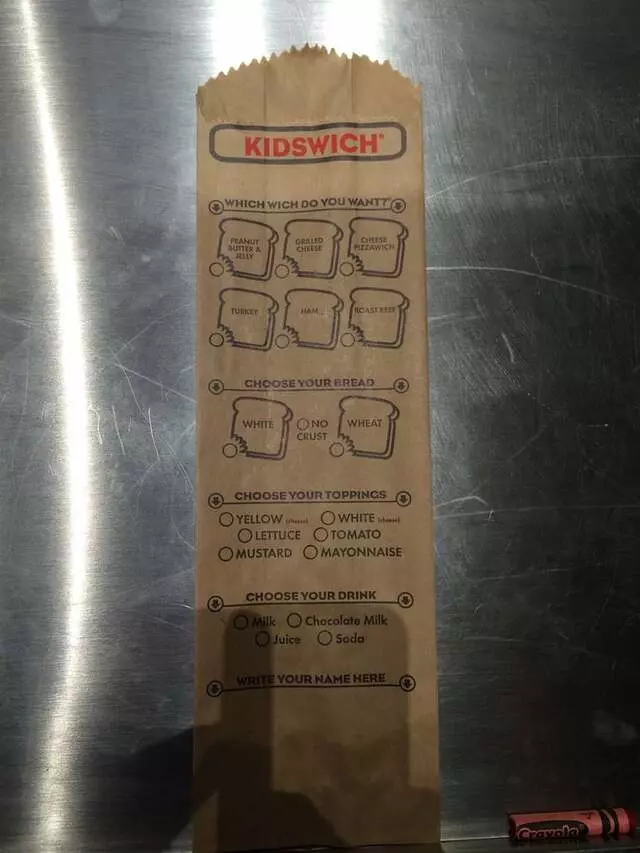 KIDSWICH®
WHICH WICH DO YOU WANT?
PEANUT
BUTTER &
JELLY
GRILLED
CHEESE
CHEESE
PIZZAWICH
TURKEY
HAM
ROAST BEEF
CHOOSE YOUR BREAD
WHITE
NO
CRUST
WHEAT
CHOOSE YOUR TOPPINGS
YELLOW (cheese) WHITE (cheese)
LETTUCE TOMATO
MUSTARD MAYONNAISE
CHOOSE YOUR DRINK
Milk Chocolate Milk
Juice Soda
WRITE YOUR NAME HERE
Crayola